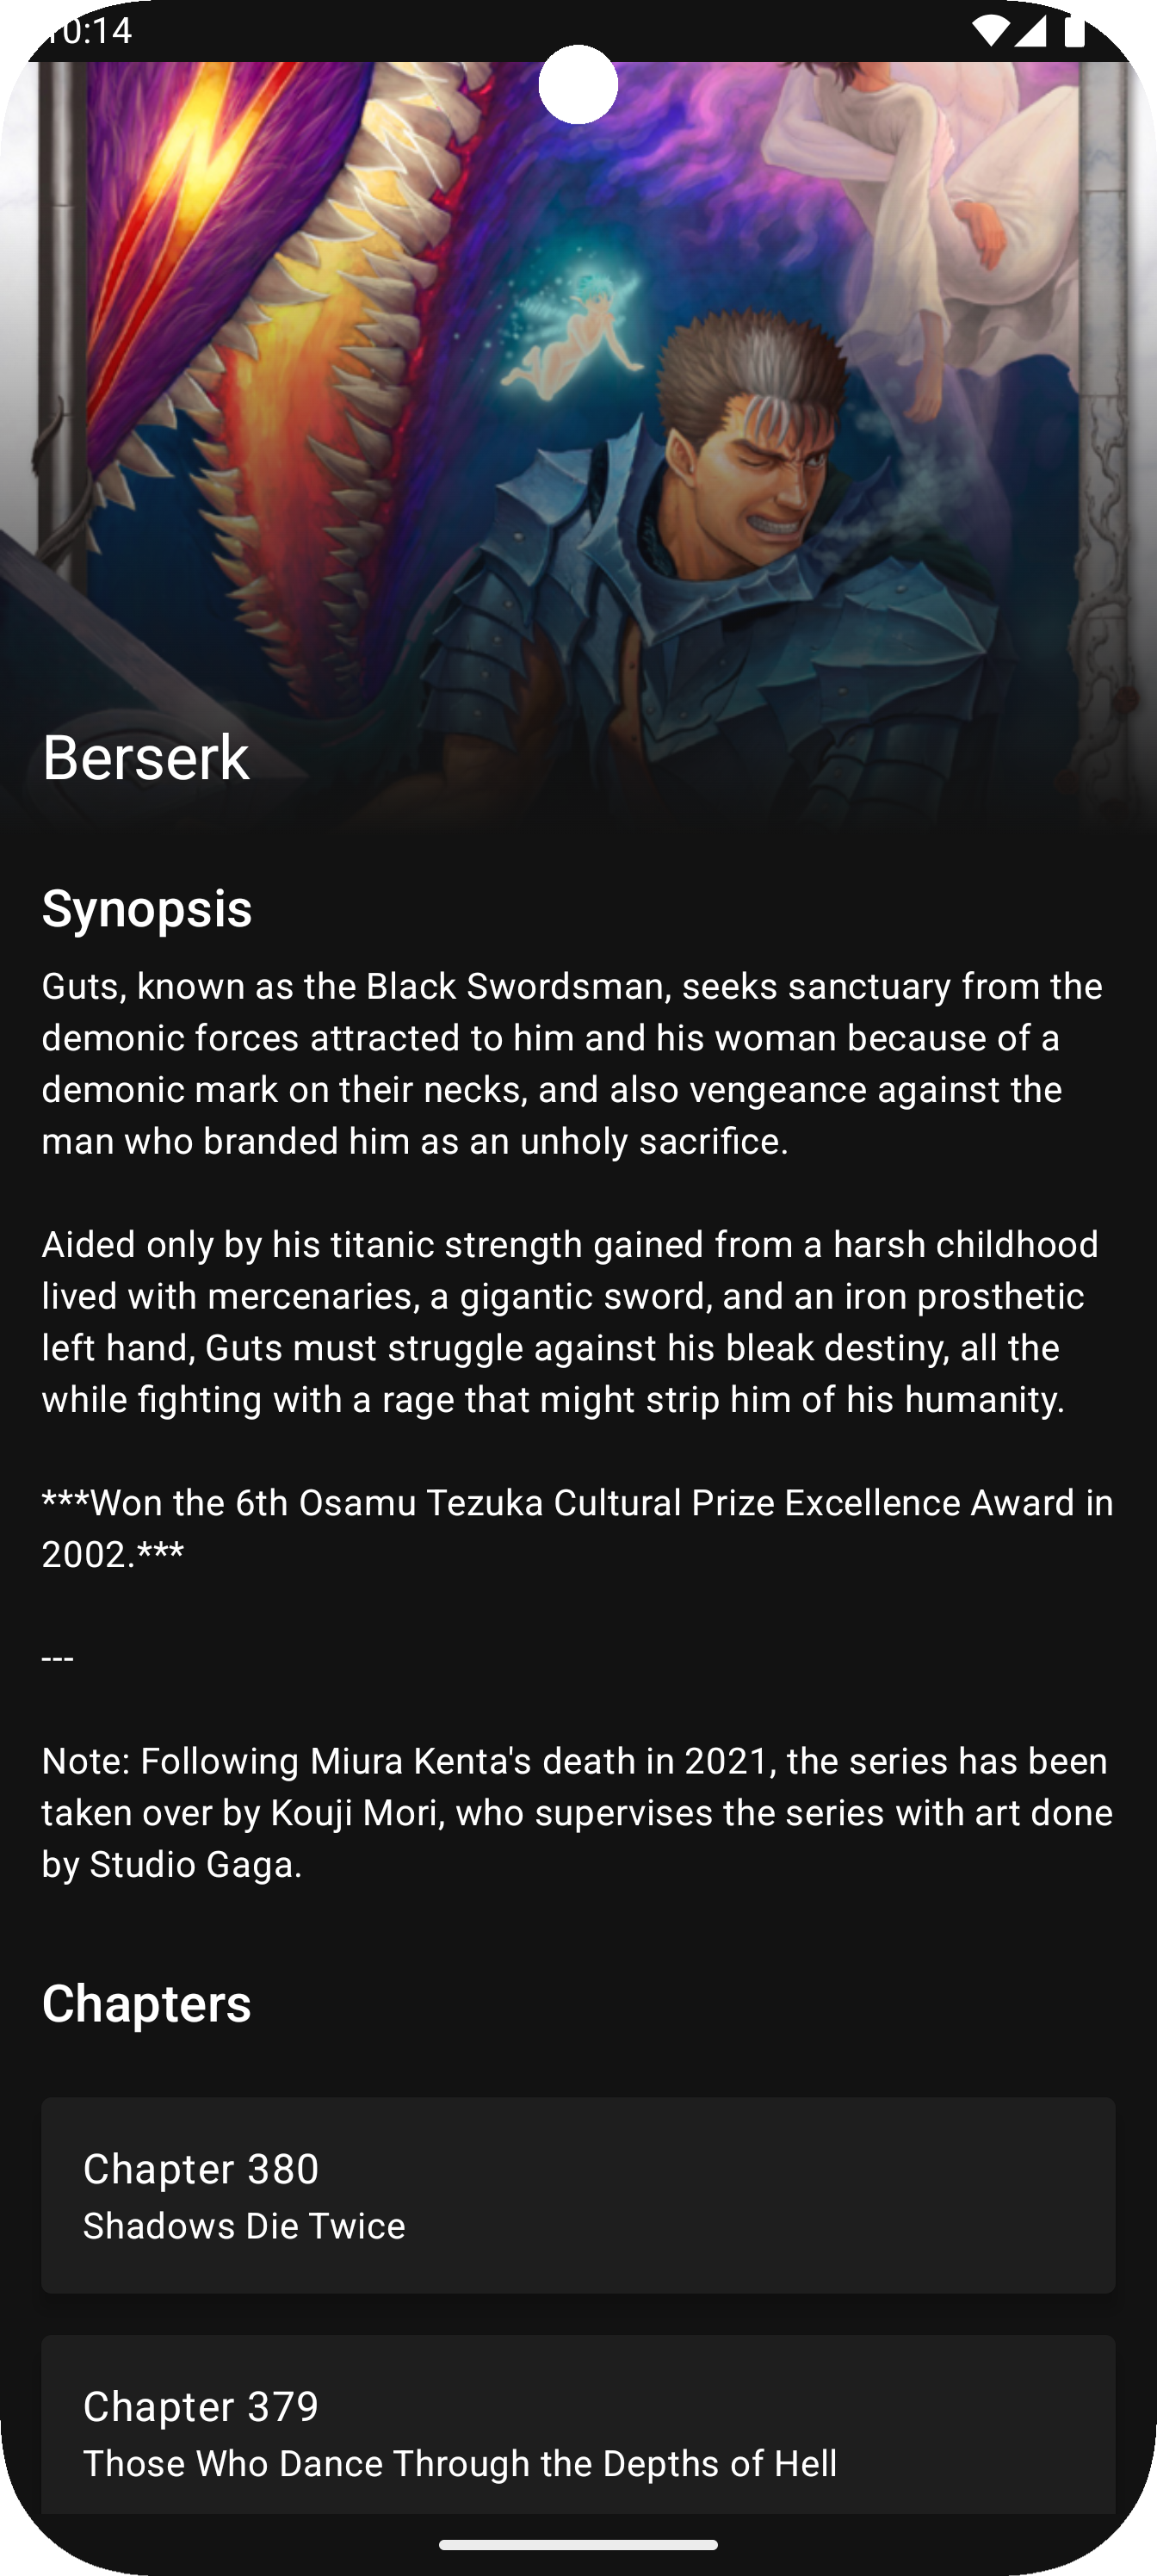 10:14
Berserk
Synopsis
Guts, known as the Black Swordsman, seeks sanctuary from the
demonic forces attracted to him and his woman because of a
demonic mark on their necks, and also vengeance against the
man who branded him as an unholy sacrifice.
Aided only by his titanic strength gained from a harsh childhood
lived with mercenaries, a gigantic sword, and an iron prosthetic
left hand, Guts must struggle against his bleak destiny, all the
while fighting with a rage that might strip him of his humanity.
***Won the 6th Osamu Tezuka Cultural Prize Excellence Award in
2002.***
---
Note: Following Miura Kenta's death in 2021, the series has been
taken over by Kouji Mori, who supervises the series with art done
by Studio Gaga.
Chapters
Chapter 380
Shadows Die Twice
Chapter 379
Those Who Dance Through the Depths of Hell